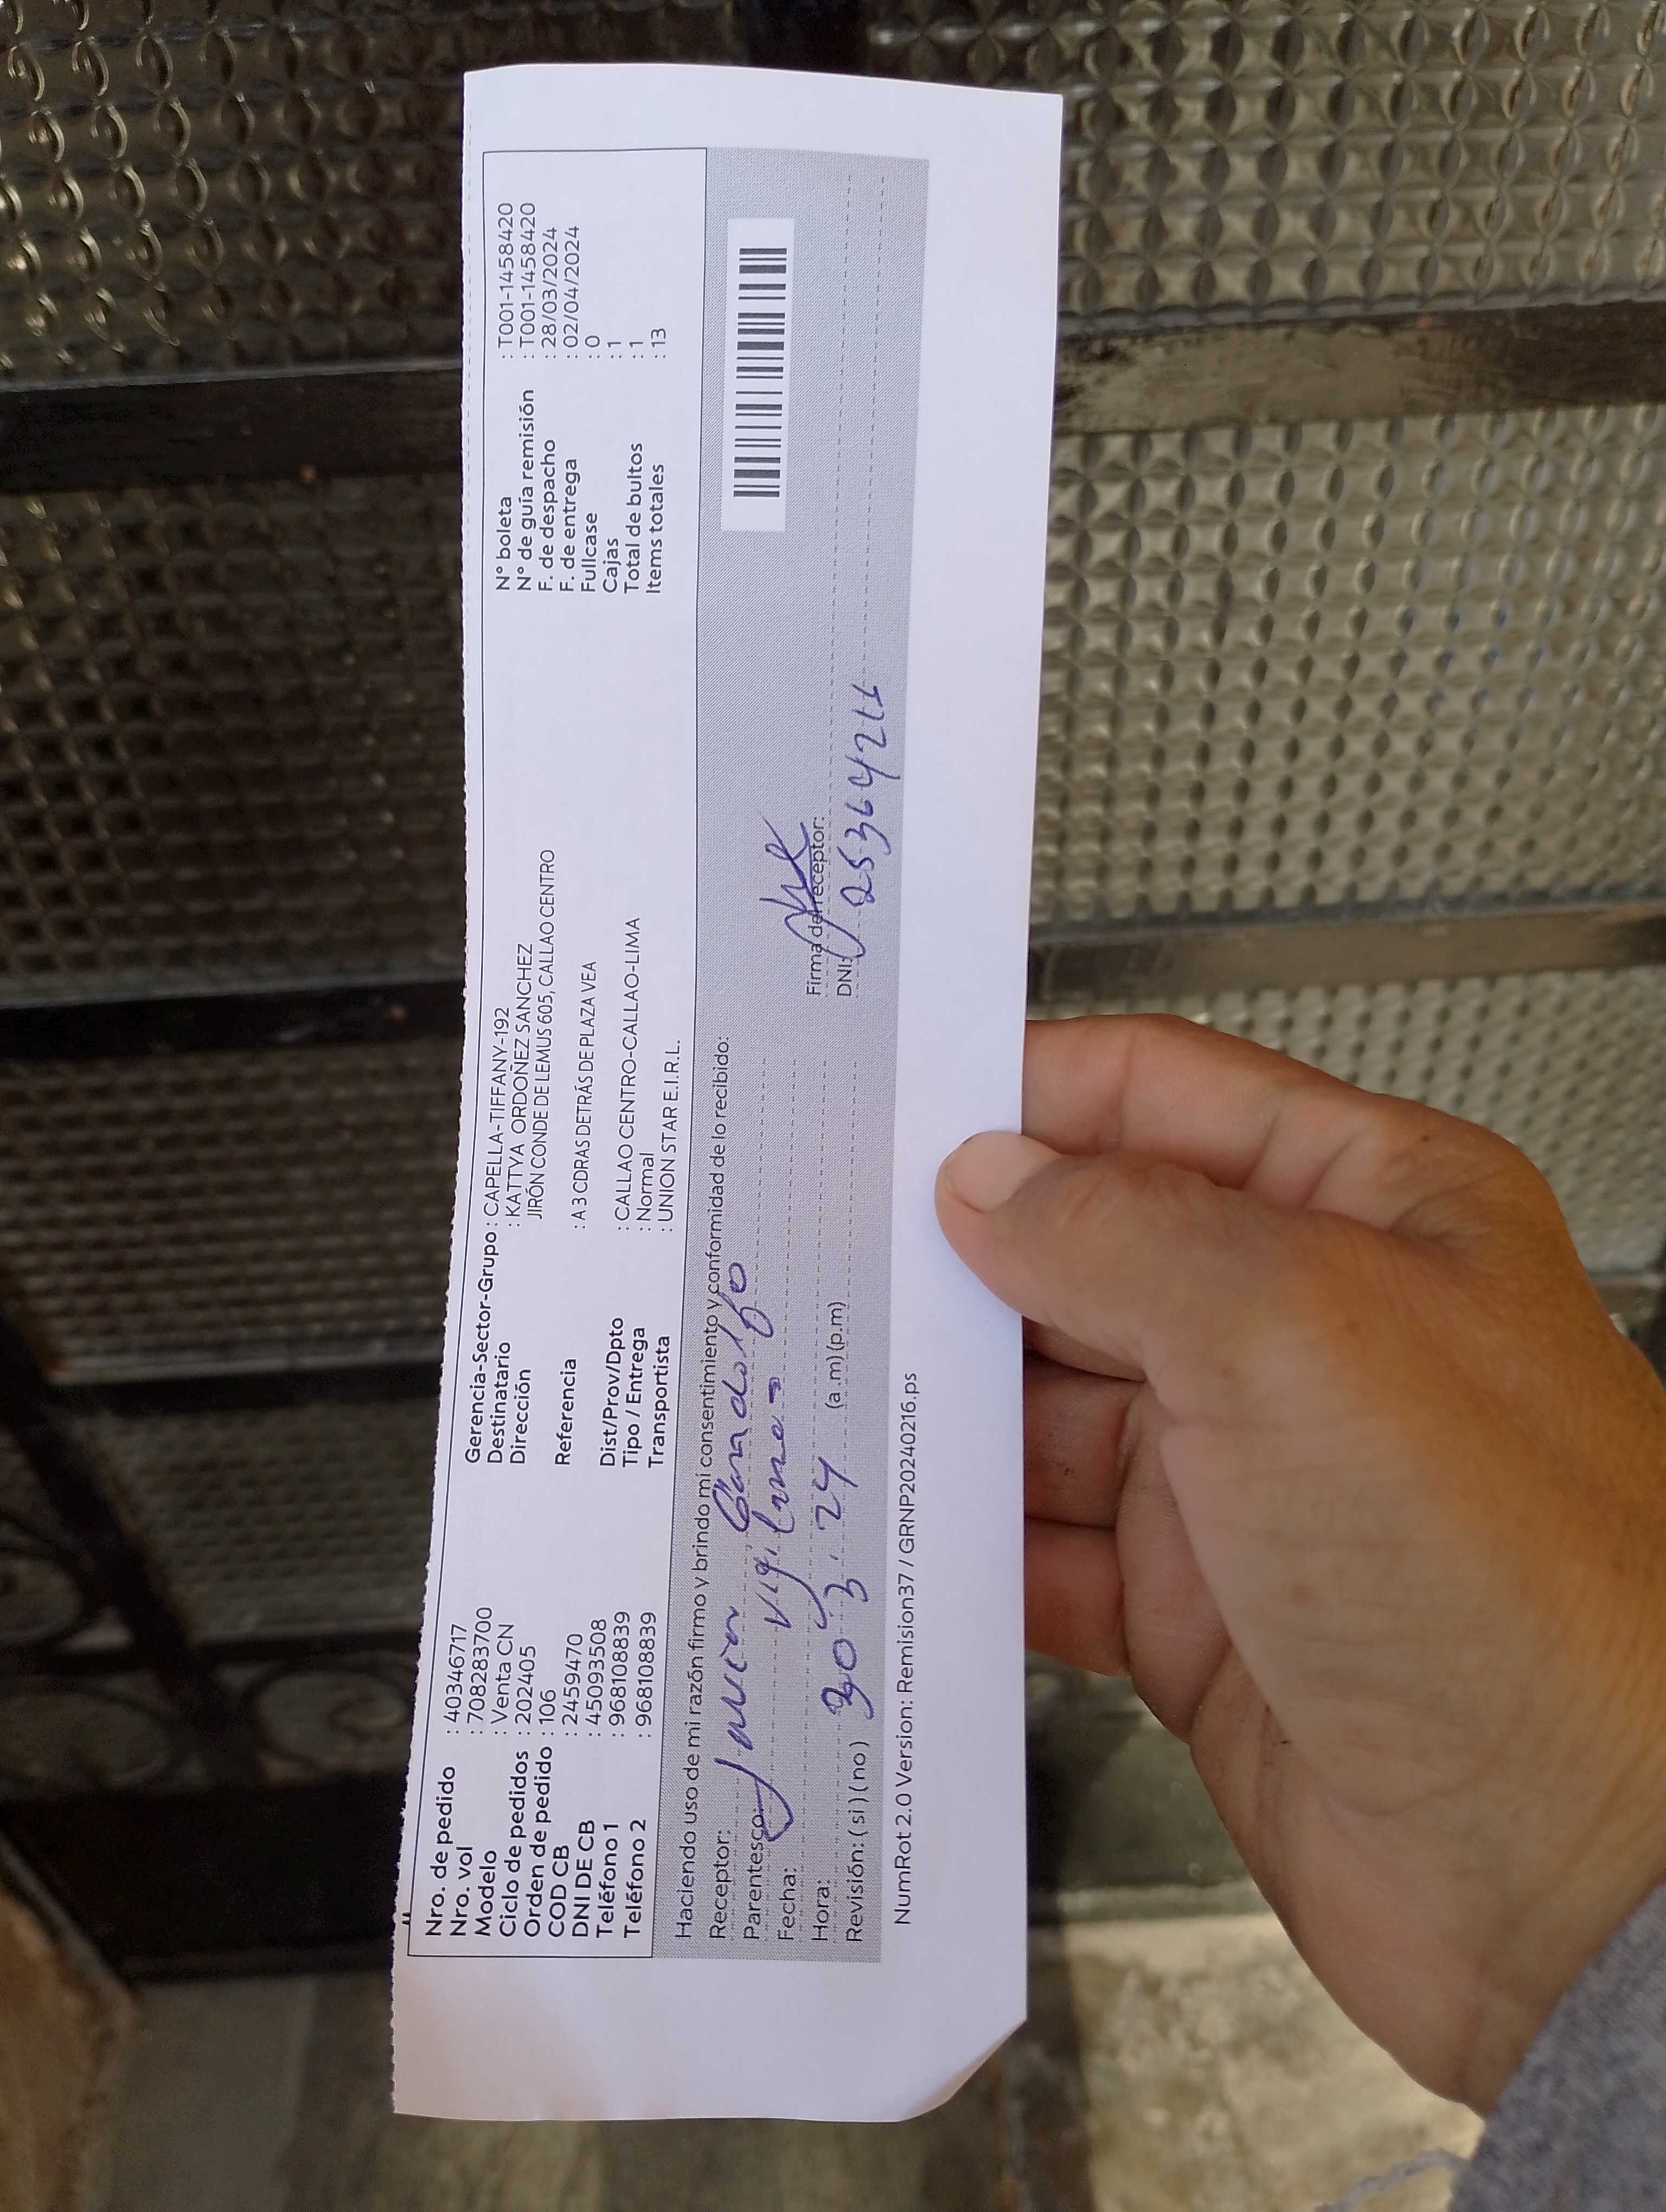 Nro. de pedido : 40346717
Nro. vol : 708283700
Modelo : Venta CN
Ciclo de pedidos : 202405
Orden de pedido : 106
COD CB : 2459470
DNI DE CB : 45093508
Teléfono 1 : 968108839
Teléfono 2 : 968108839
Gerencia-Sector-Grupo : CAPELLA-TIFFANY-192
Destinatario : KATTYA ORDOÑEZ SANCHEZ
Dirección JIRÓN CONDE DE LEMUS 605, CALLAO CENTRO
Referencia : A 3 CDRAS DETRÁS DE PLAZA VEA
Dist/Prov/Dpto : CALLAO CENTRO-CALLAO-LIMA
Tipo / Entrega : Normal
Transportista : UNION STAR E.I.R.L.
N° boleta : T001-1458420
N° de guía remisión : T001-1458420
F. de despacho : 28/03/2024
F. de entrega : 02/04/2024
Fullcase : 0
Cajas : 1
Total de bultos : 1
Items totales : 13
Haciendo uso de mi razón firmo y brindo mi consentimiento y conformidad de lo recibido:
Receptor: Gandolfo
Parentesco:
Fecha: 30 3. 24
Hora: (a .m) (p.m)
Revisión: ( si ) ( no )
Firma del receptor:
DNI:
NumRot 2.0 Version: Remision37 / GRNP20240216.ps